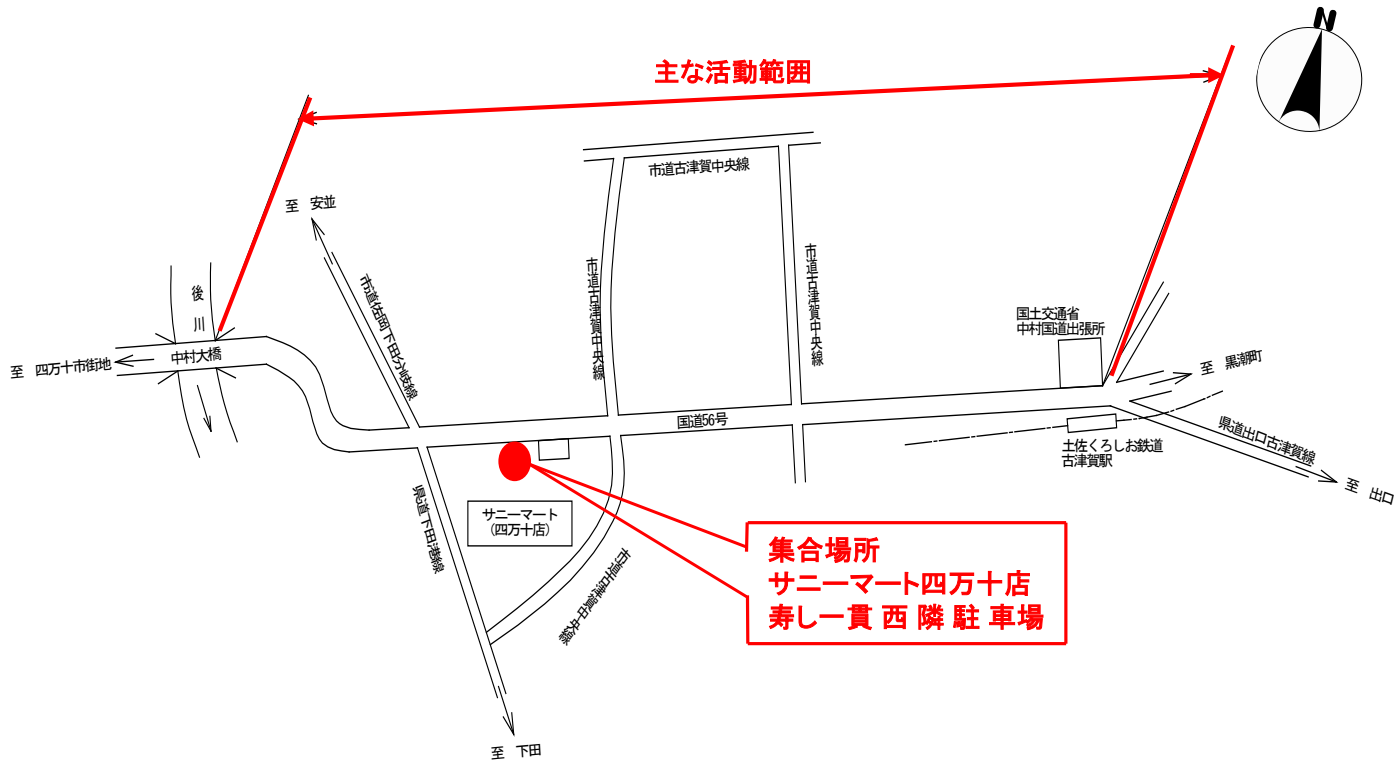 N
主な活動範囲
市道古津賀中央線
至 安並
市道佐岡下田分岐線
市道古津賀中央線
市道古津賀中央線
後川
中村大橋
至 四万十市街地
国土交通省
中村国道出張所
至 黒潮町
国道56号
土佐くろしお鉄道
古津賀駅
県道出口古津賀線
至 出口
県道下田港線
サニーマート
(四万十店)
市道古津賀中央線
集合場所
サニーマート四万十店
寿し一貫 西 隣 駐 車場
至 下田